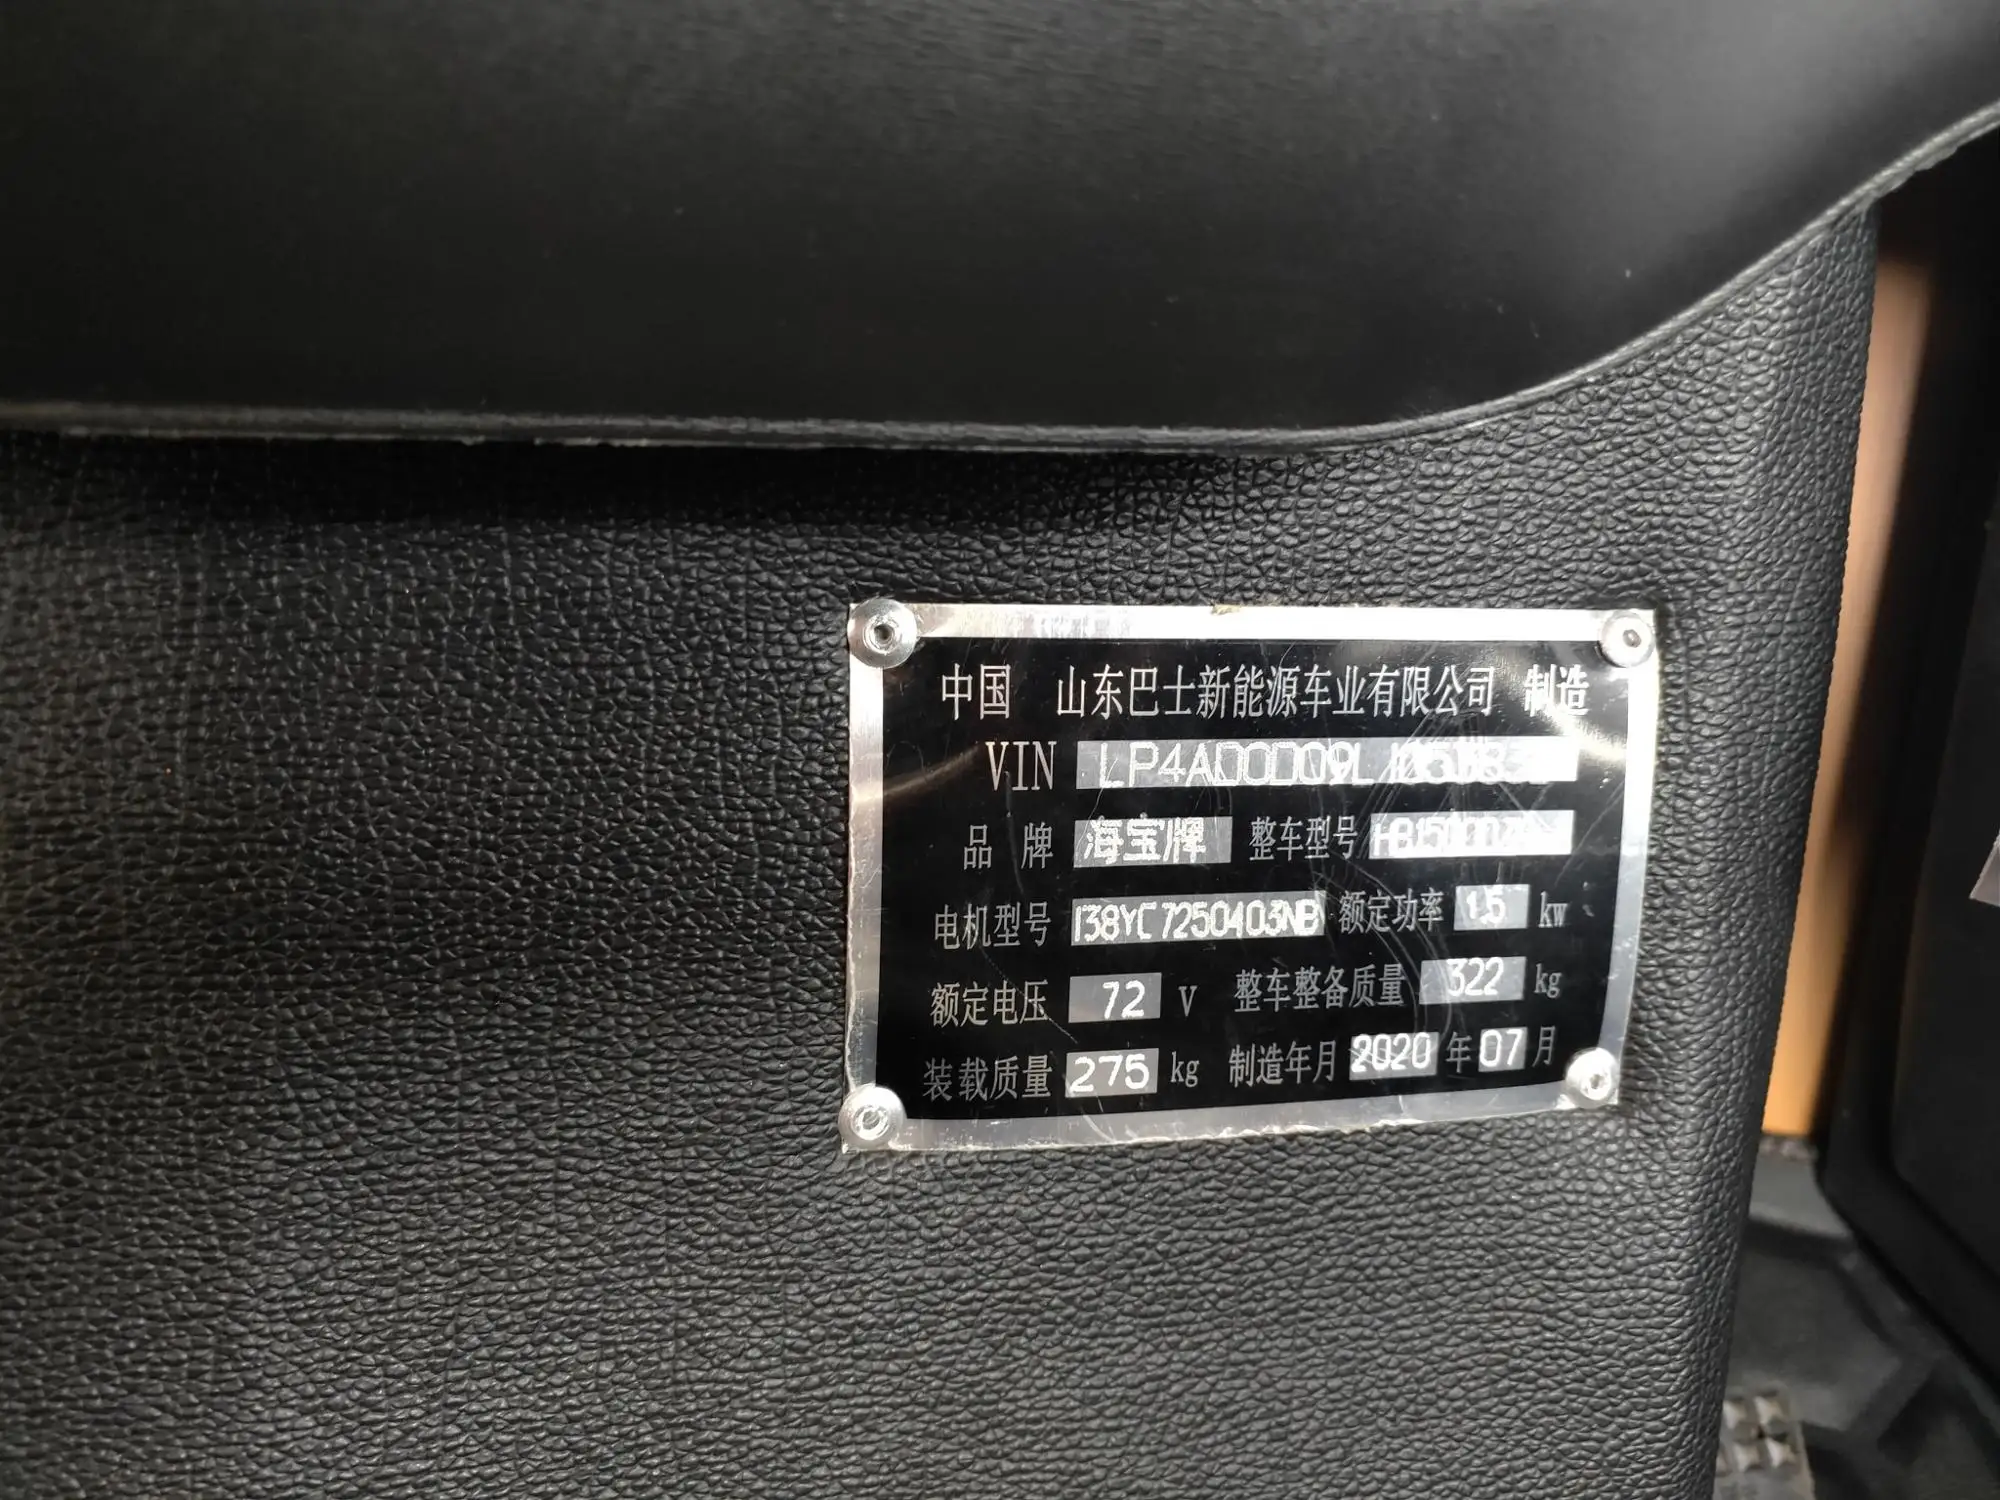 中国 山东巴士新能源车业有限公司 制造
VIN
品 牌 海宝牌 整车型号
电机型号 138YC7250403NB 额定功率 1.5 kw
额定电压 72 V 整车整备质量 322 kg
装载质量 275 kg 制造年月 2020 年 07 月